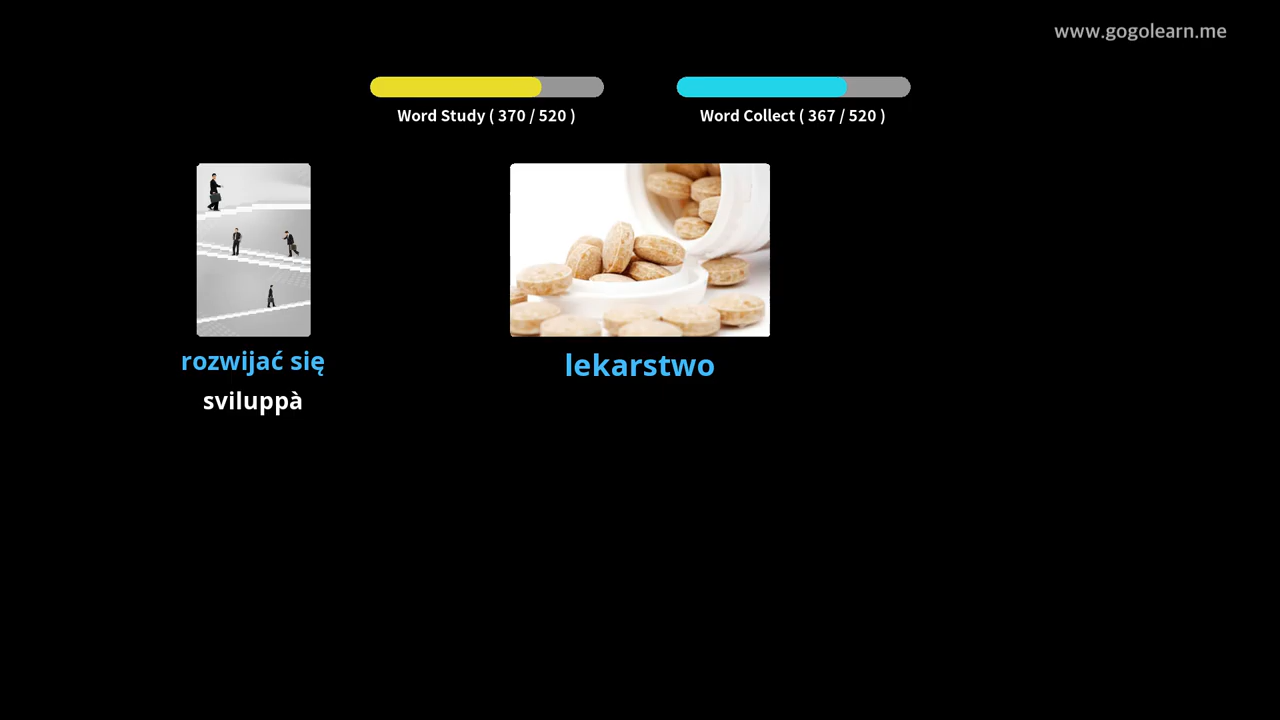 www.gogolearn.me
Word Study ( 370 / 520 )
Word Collect ( 367 / 520 )
rozwijać się
sviluppà
lekarstwo